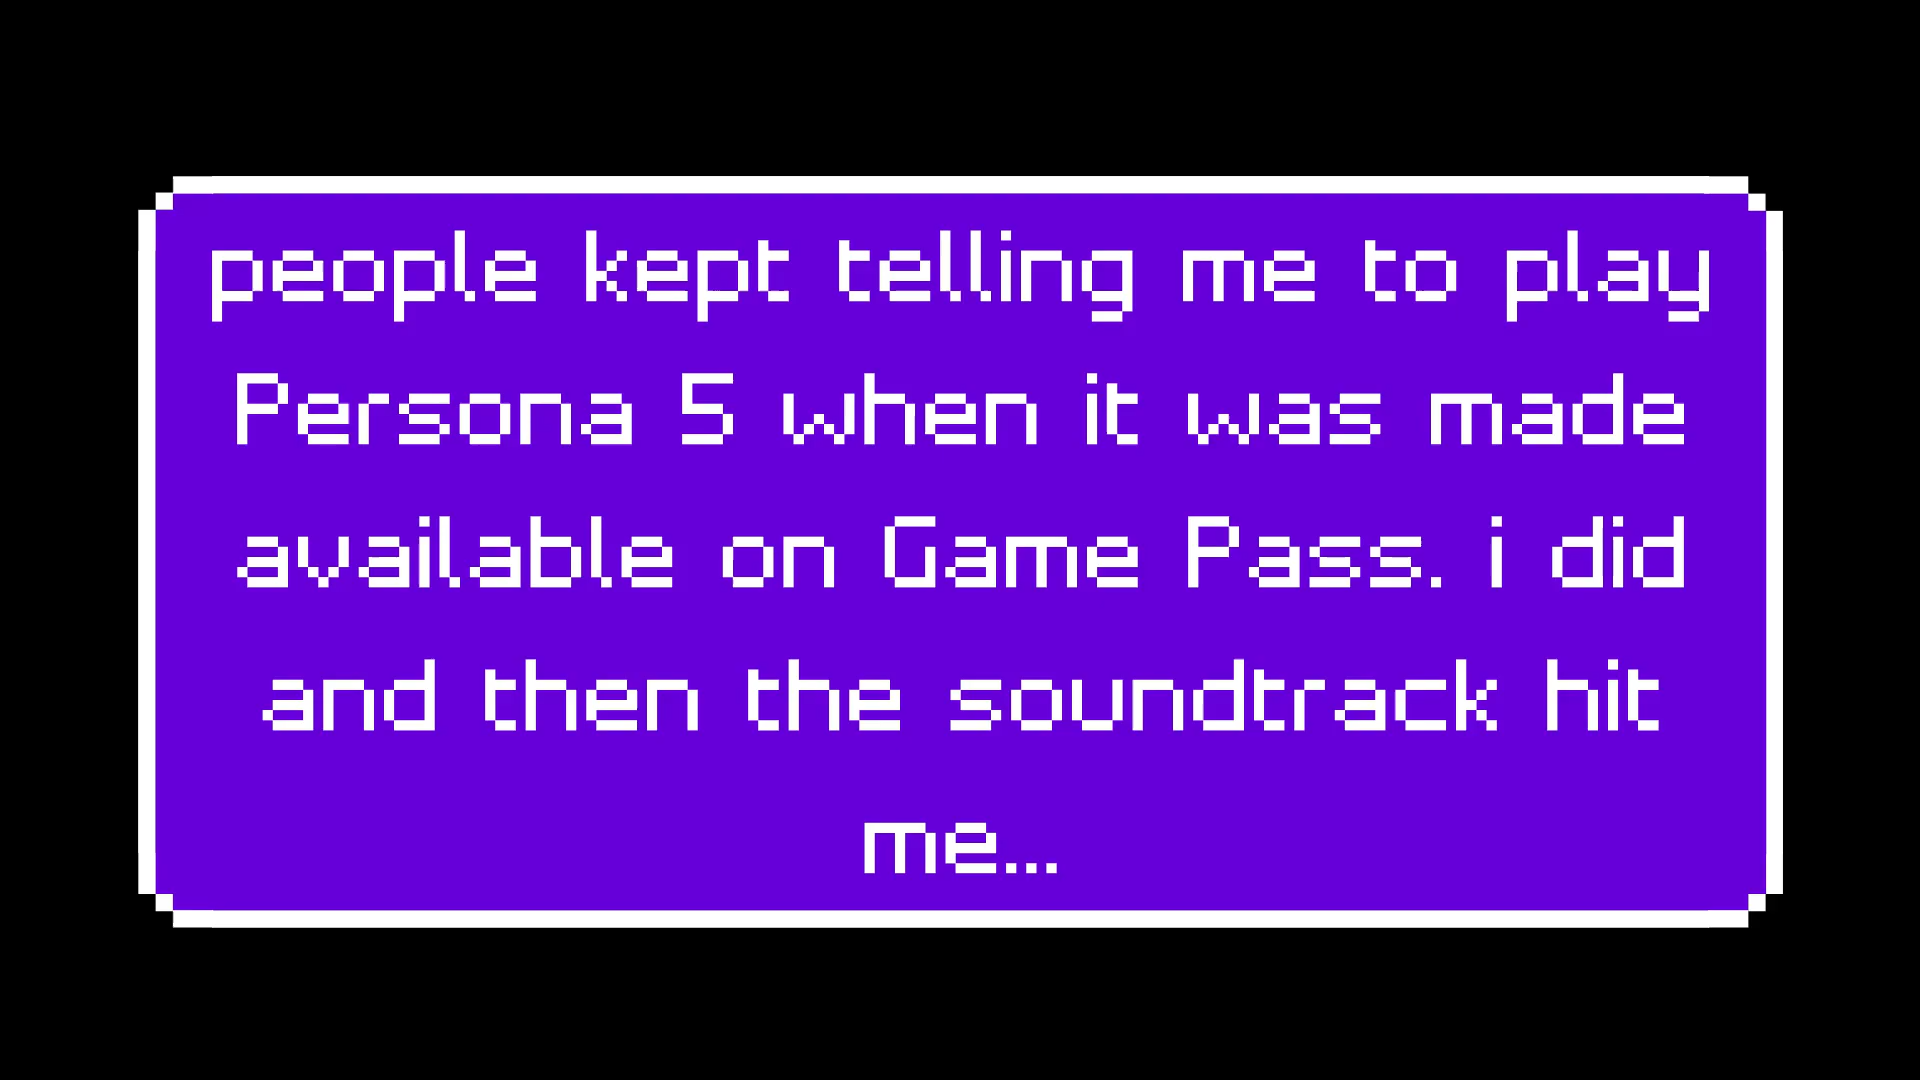 people kept telling me to play
Persona 5 when it was made
available on Game Pass. i did
and then the soundtrack hit
me...